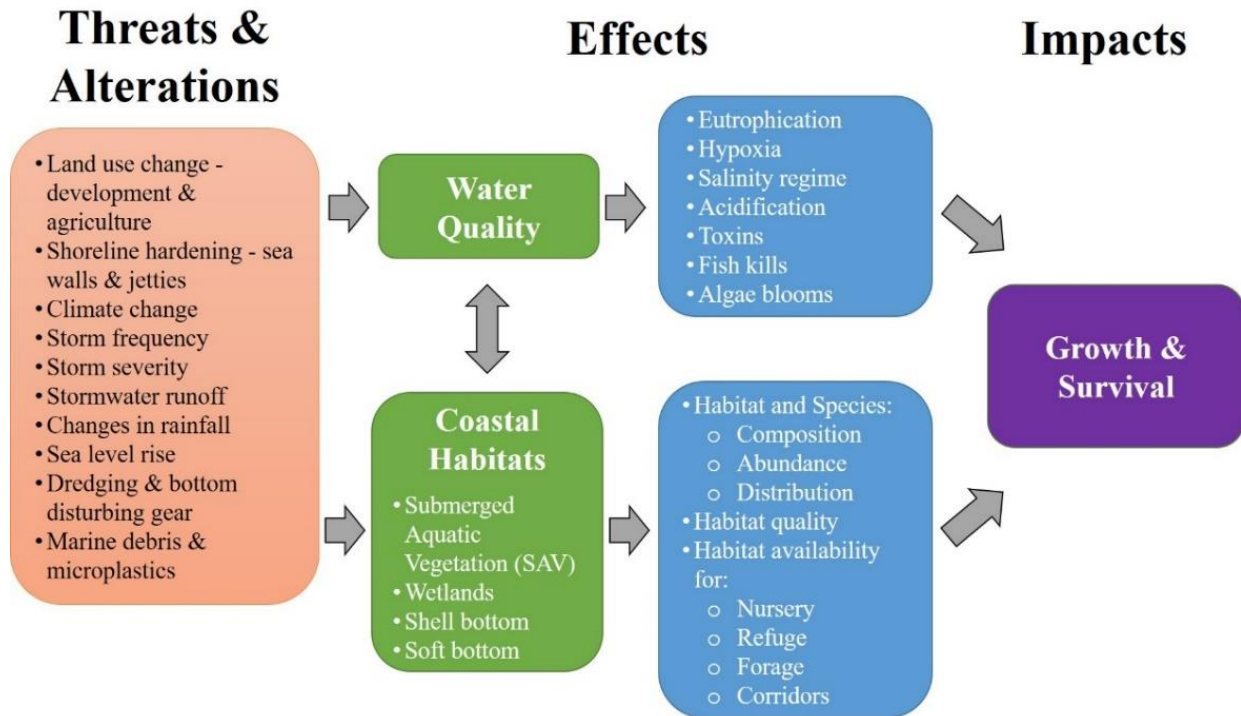 Threats &
Alterations
Effects
Impacts
•Land use change -
development &
agriculture
•Shoreline hardening - sea
walls & jetties
•Climate change
•Storm frequency
•Storm severity
•Stormwater runoff
•Changes in rainfall
•Sea level rise
•Dredging & bottom
disturbing gear
•Marine debris &
microplastics
Water
Quality
Coastal
Habitats
•Submerged
Aquatic
Vegetation (SAV)
•Wetlands
•Shell bottom
•Soft bottom
•Eutrophication
•Hypoxia
•Salinity regime
•Acidification
•Toxins
•Fish kills
•Algae blooms
•Habitat and Species:
o Composition
o Abundance
o Distribution
•Habitat quality
•Habitat availability
for:
o Nursery
o Refuge
o Forage
o Corridors
Growth &
Survival